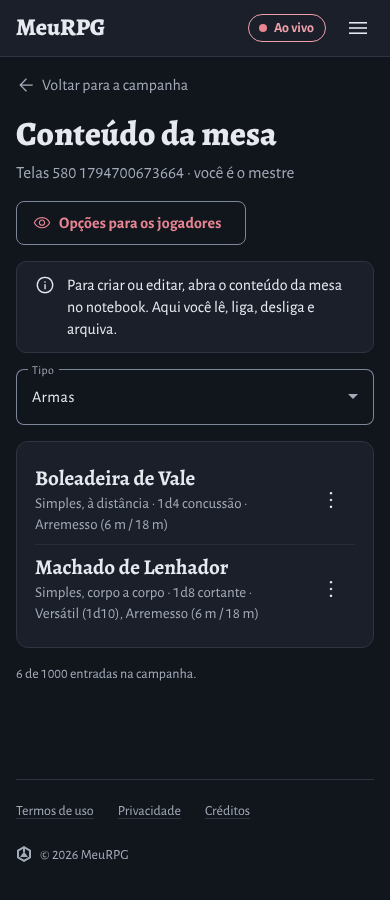 MeuRPG
Ao vivo
Voltar para a campanha
Conteúdo da mesa
Telas 580 1794700673664 · você é o mestre
Opções para os jogadores
Para criar ou editar, abra o conteúdo da mesa
no notebook. Aqui você lê, liga, desliga e
arquiva.
Tipo
Armas
Boleadeira de Vale
Simples, à distância · 1d4 concussão ·
Arremesso (6 m / 18 m)
Machado de Lenhador
Simples, corpo a corpo · 1d8 cortante ·
Versátil (1d10), Arremesso (6 m / 18 m)
6 de 1000 entradas na campanha.
Termos de uso Privacidade Créditos
© 2026 MeuRPG